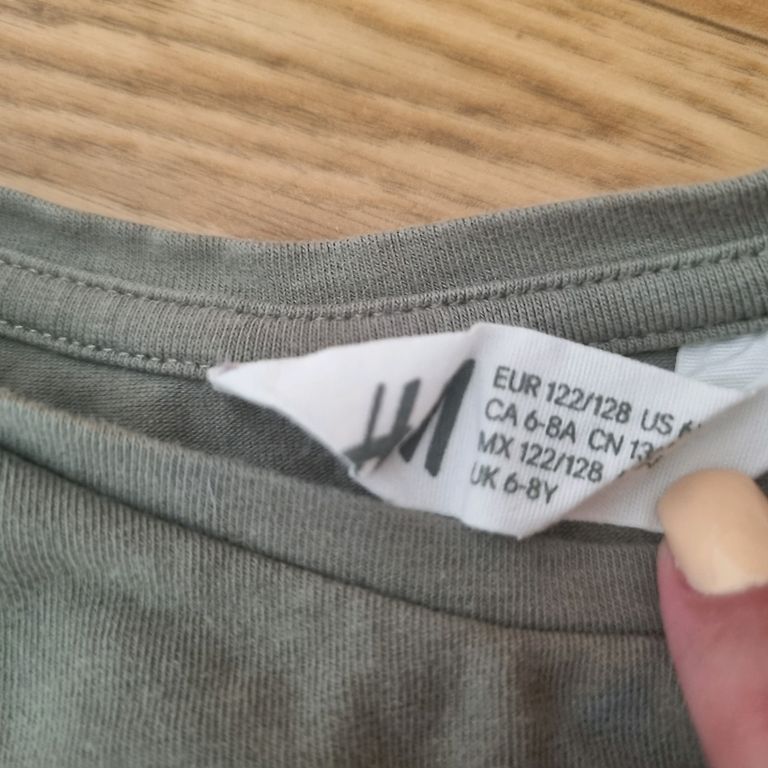 H&M
EUR 122/128 US
CA 6-8A CN
MX 122/128
UK 6-8Y